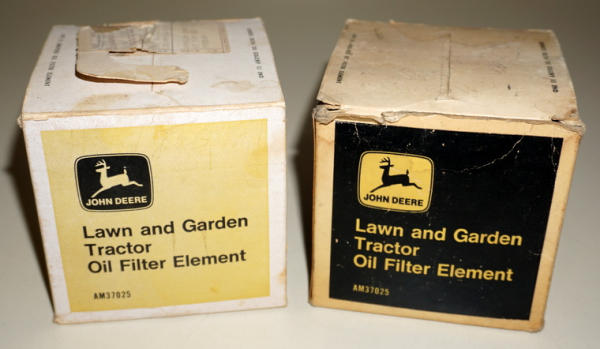 JOHN DEERE
Lawn and Garden
Tractor
Oil Filter Element
AM37025
JOHN DEERE
Lawn and Garden
Tractor
Oil Filter Element
AM37025